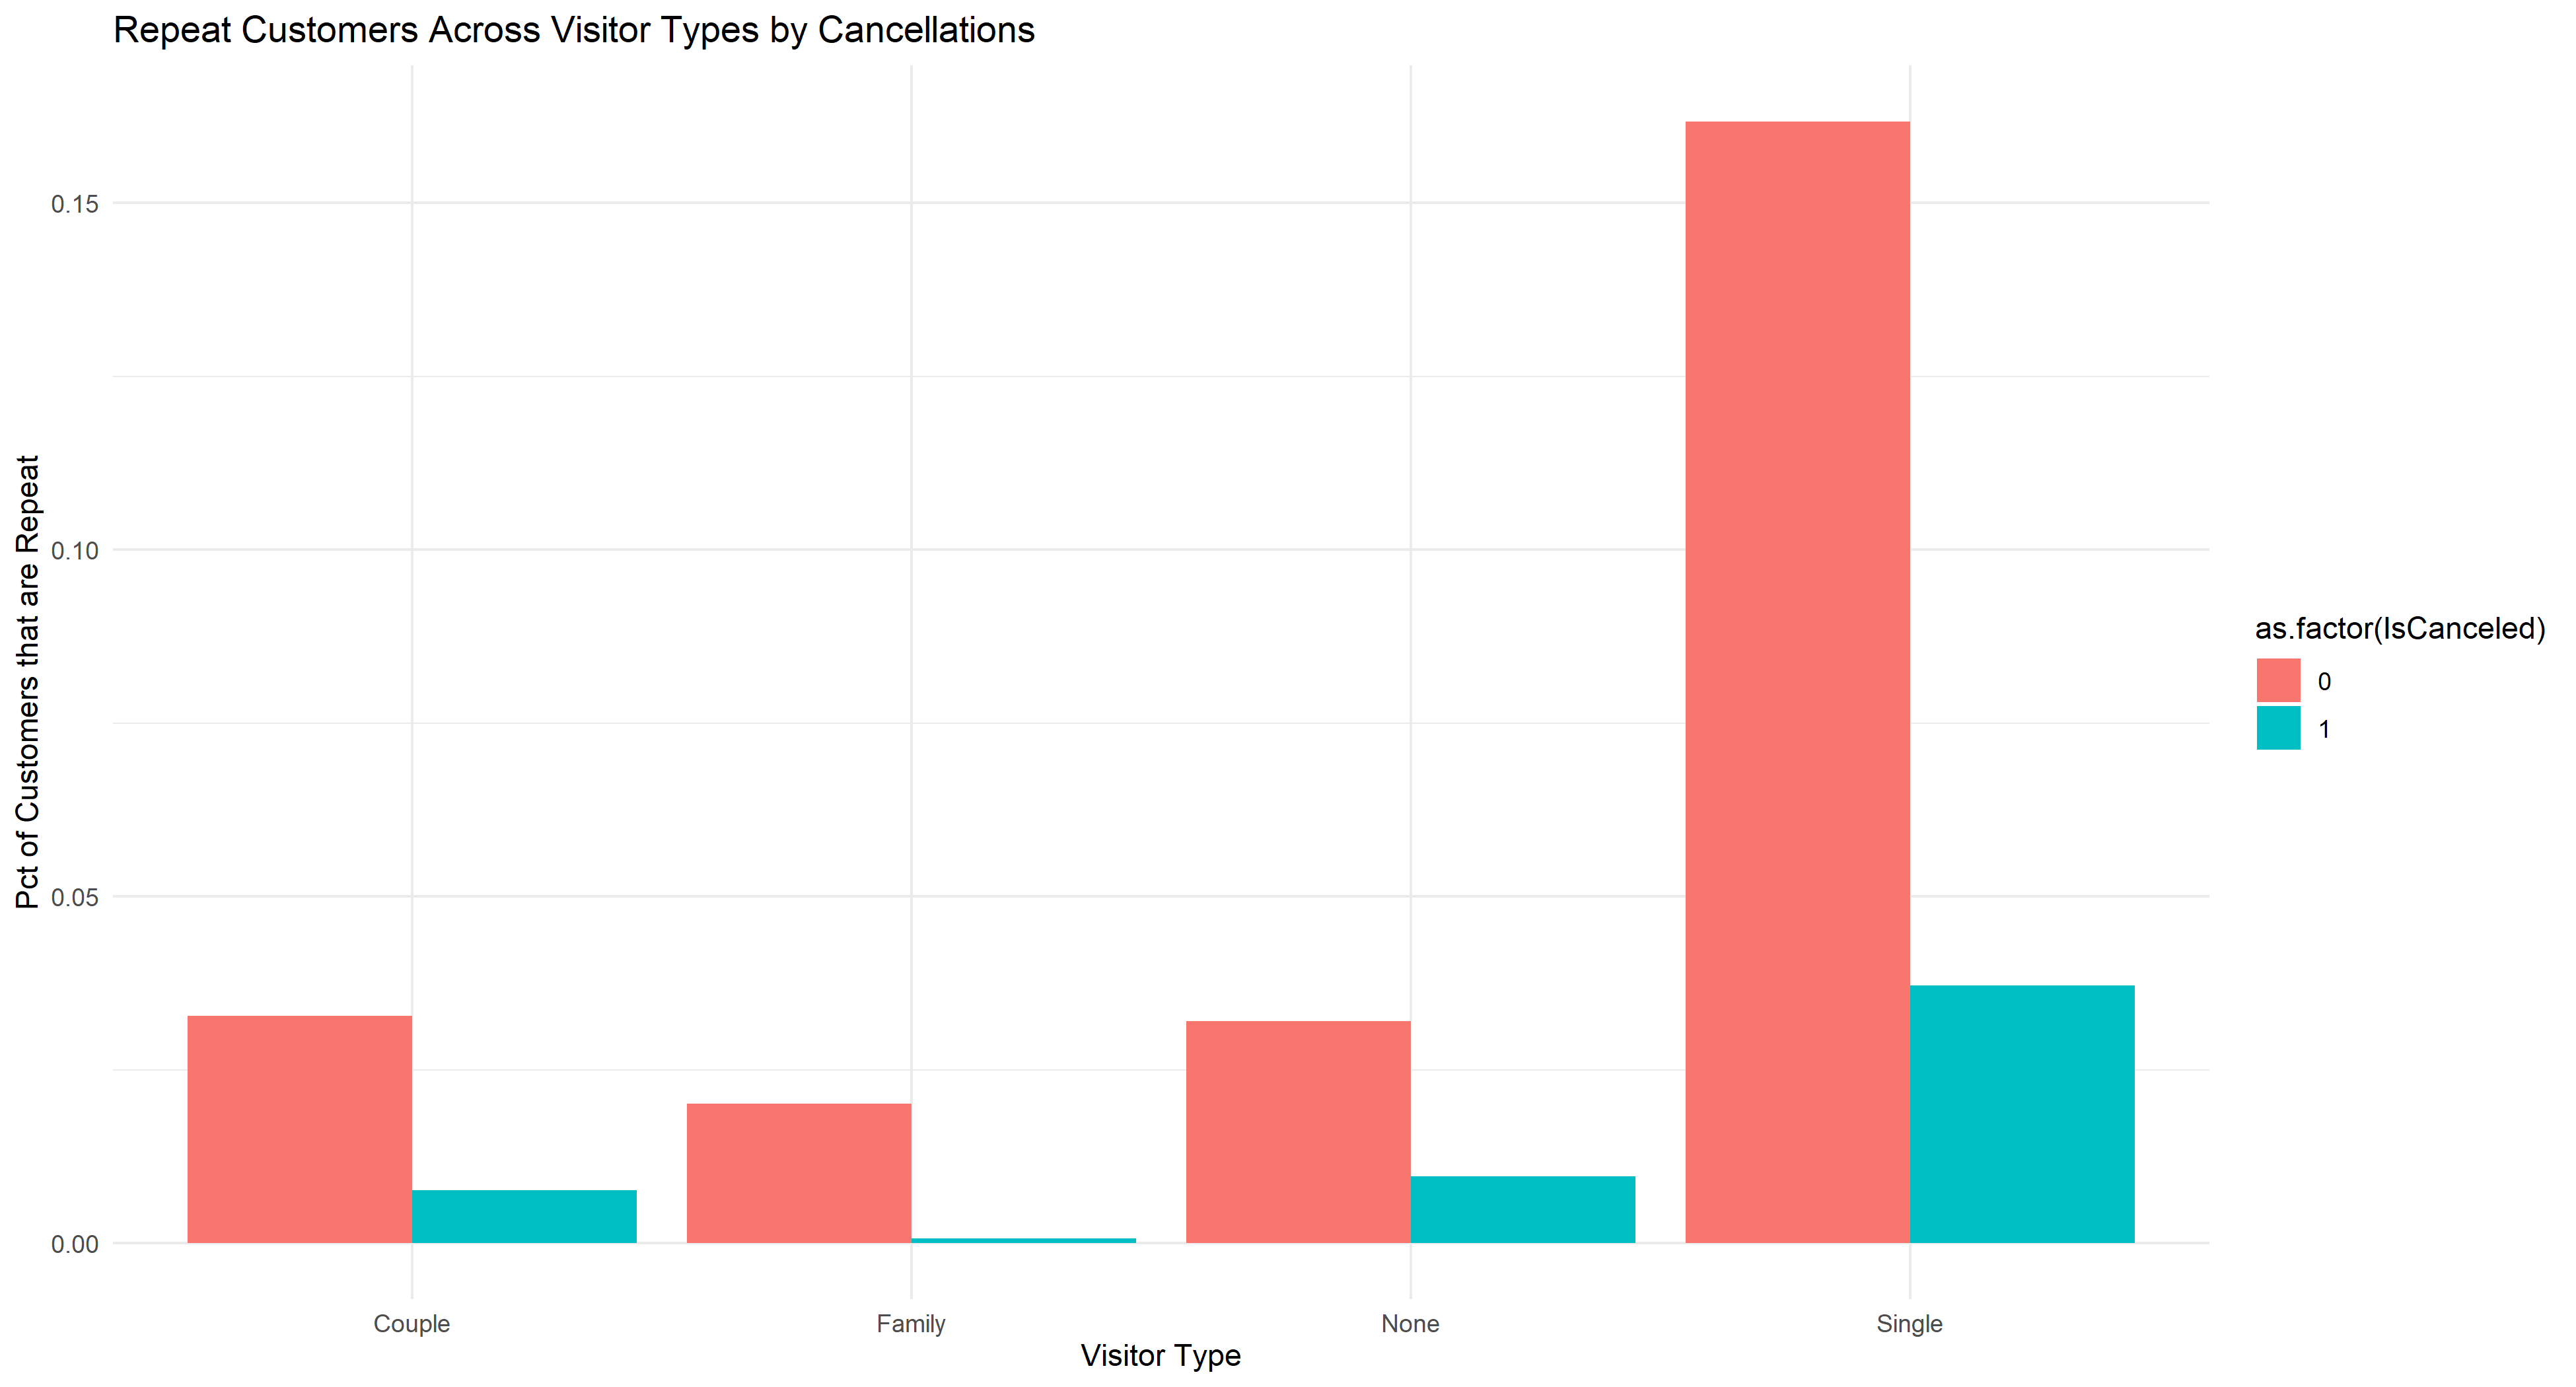 Repeat Customers Across Visitor Types by Cancellations
Pct of Customers that are Repeat
0.15
0.10
0.05
0.00
Couple
Family
None
Single
Visitor Type
as.factor(IsCanceled)
0
1